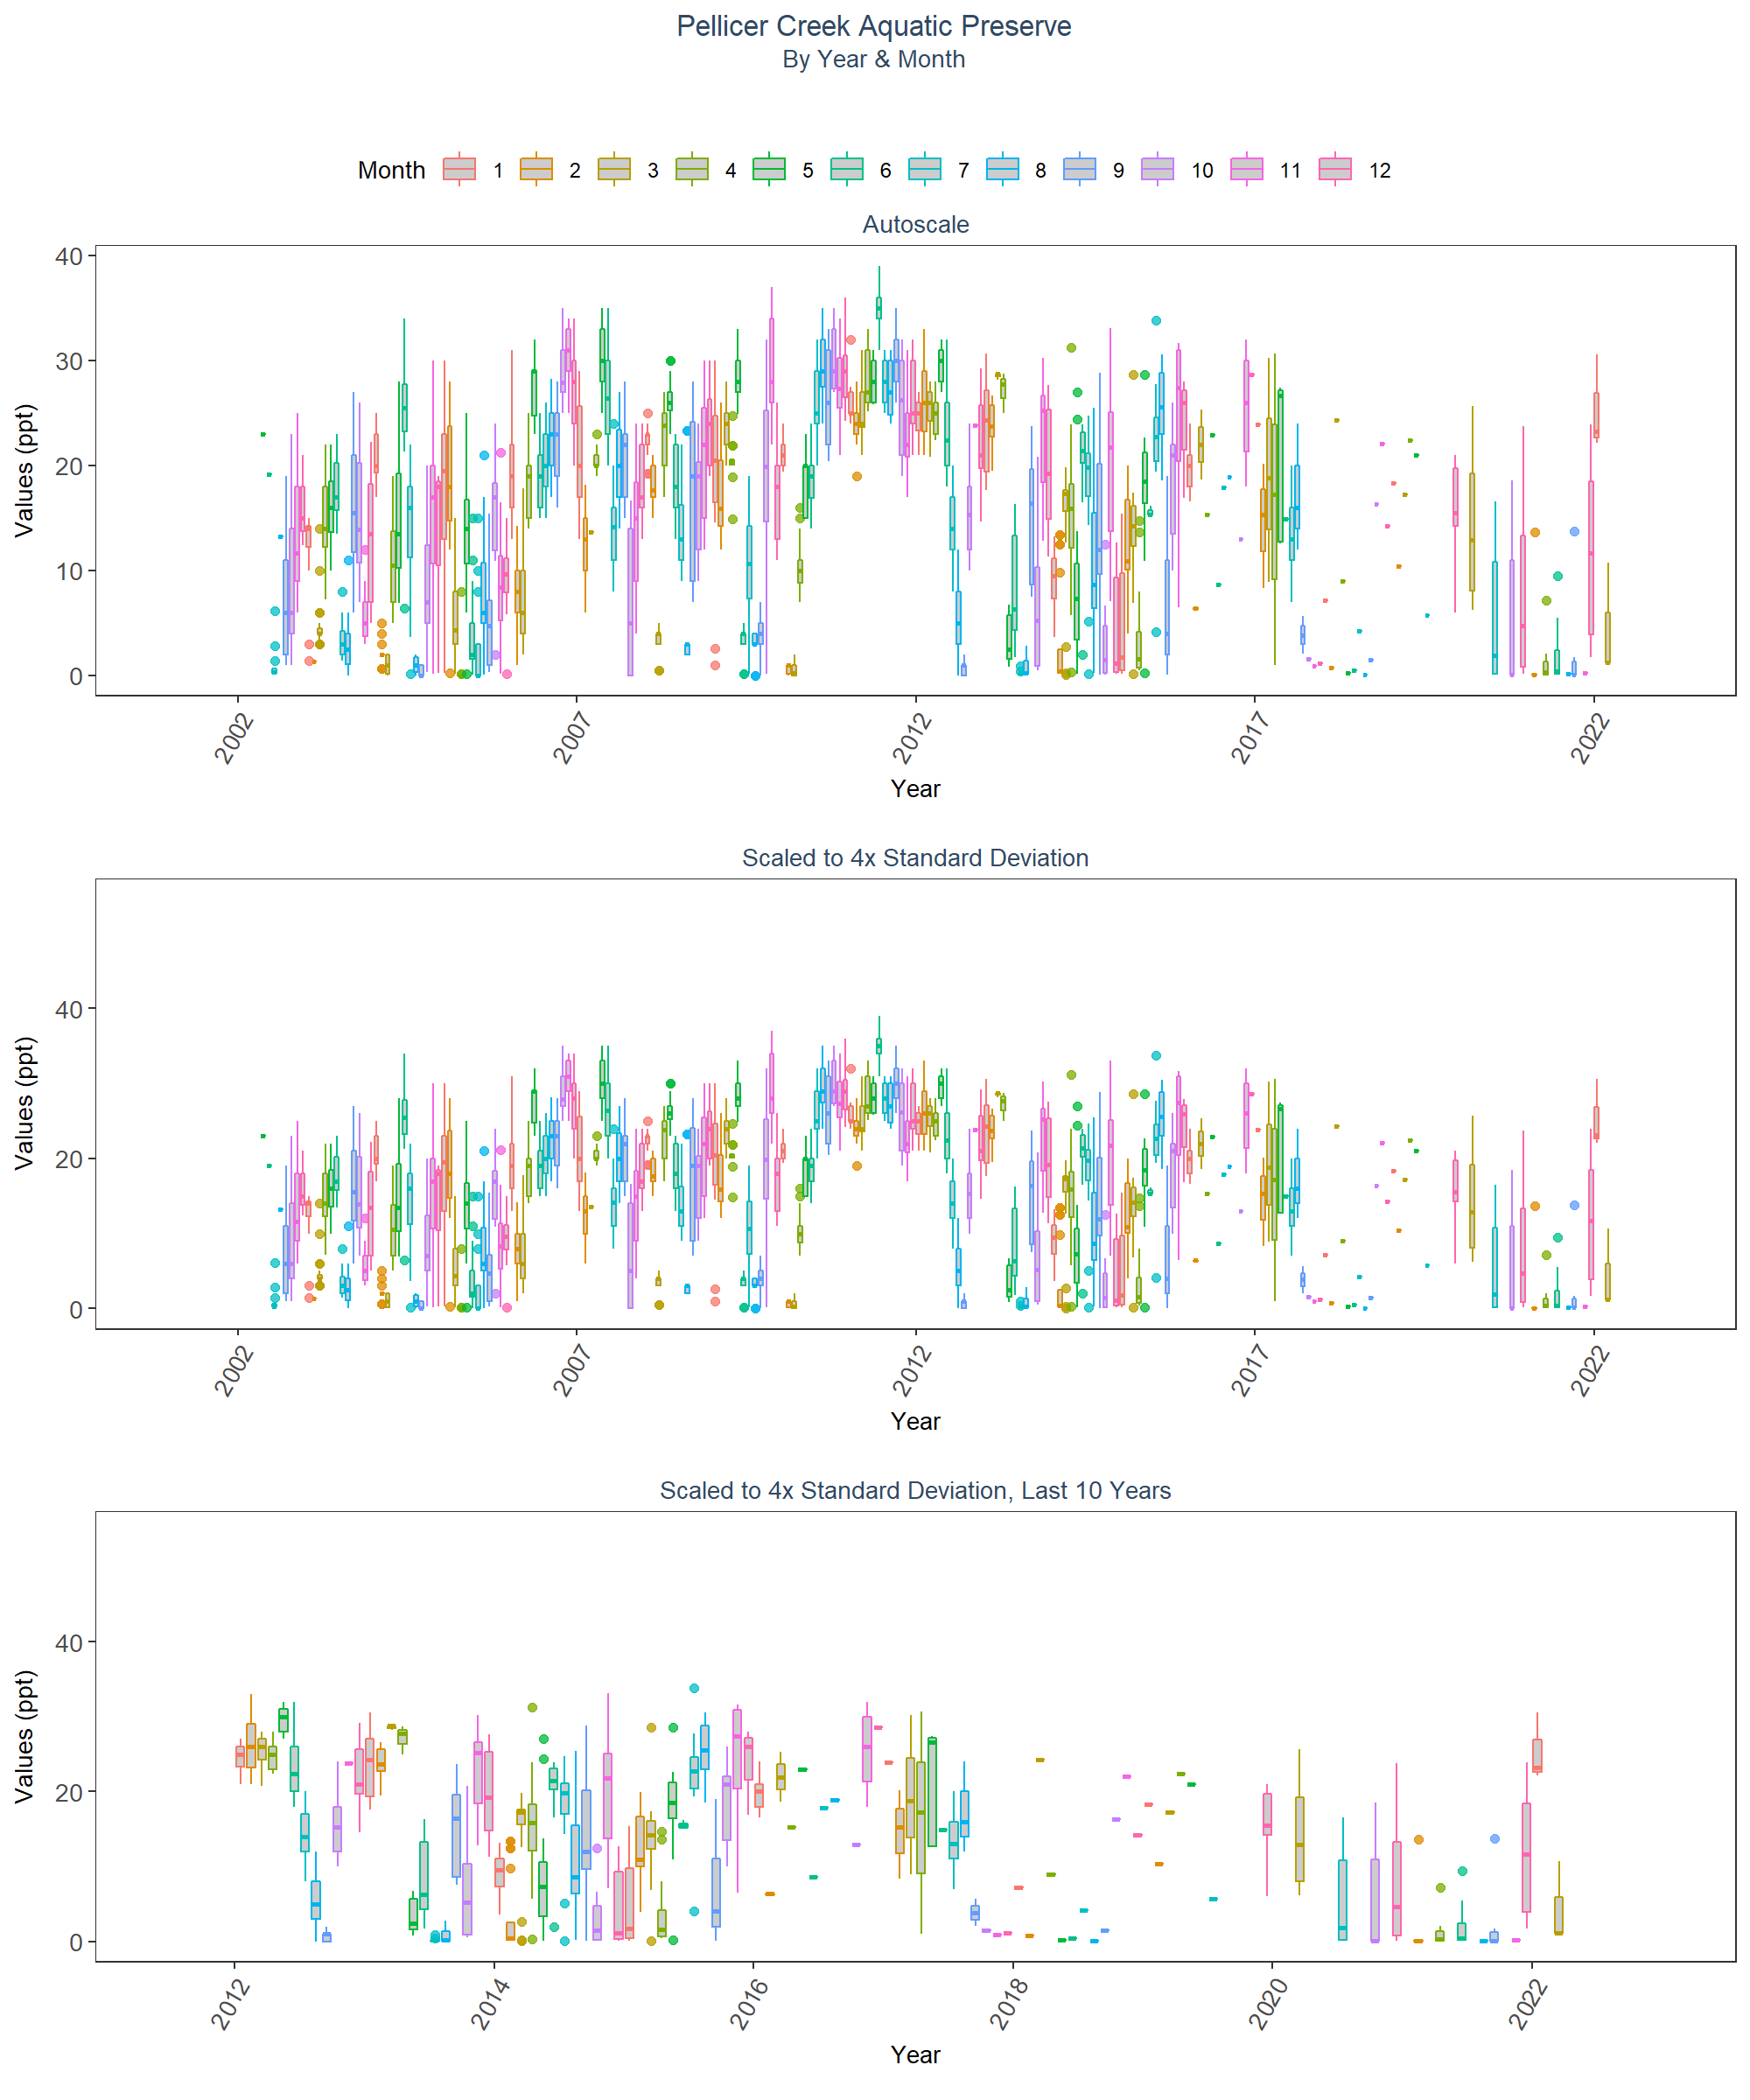 Pellicer Creek Aquatic Preserve
By Year & Month
Month 1 2 3 4 5 6 7 8 9 10 11 12
Autoscale
Values (ppt)
40
30
20
10
0
2002 2007 2012 2017 2022
Year
Scaled to 4x Standard Deviation
Values (ppt)
40
20
0
2002 2007 2012 2017 2022
Year
Scaled to 4x Standard Deviation, Last 10 Years
Values (ppt)
40
20
0
2012 2014 2016 2018 2020 2022
Year